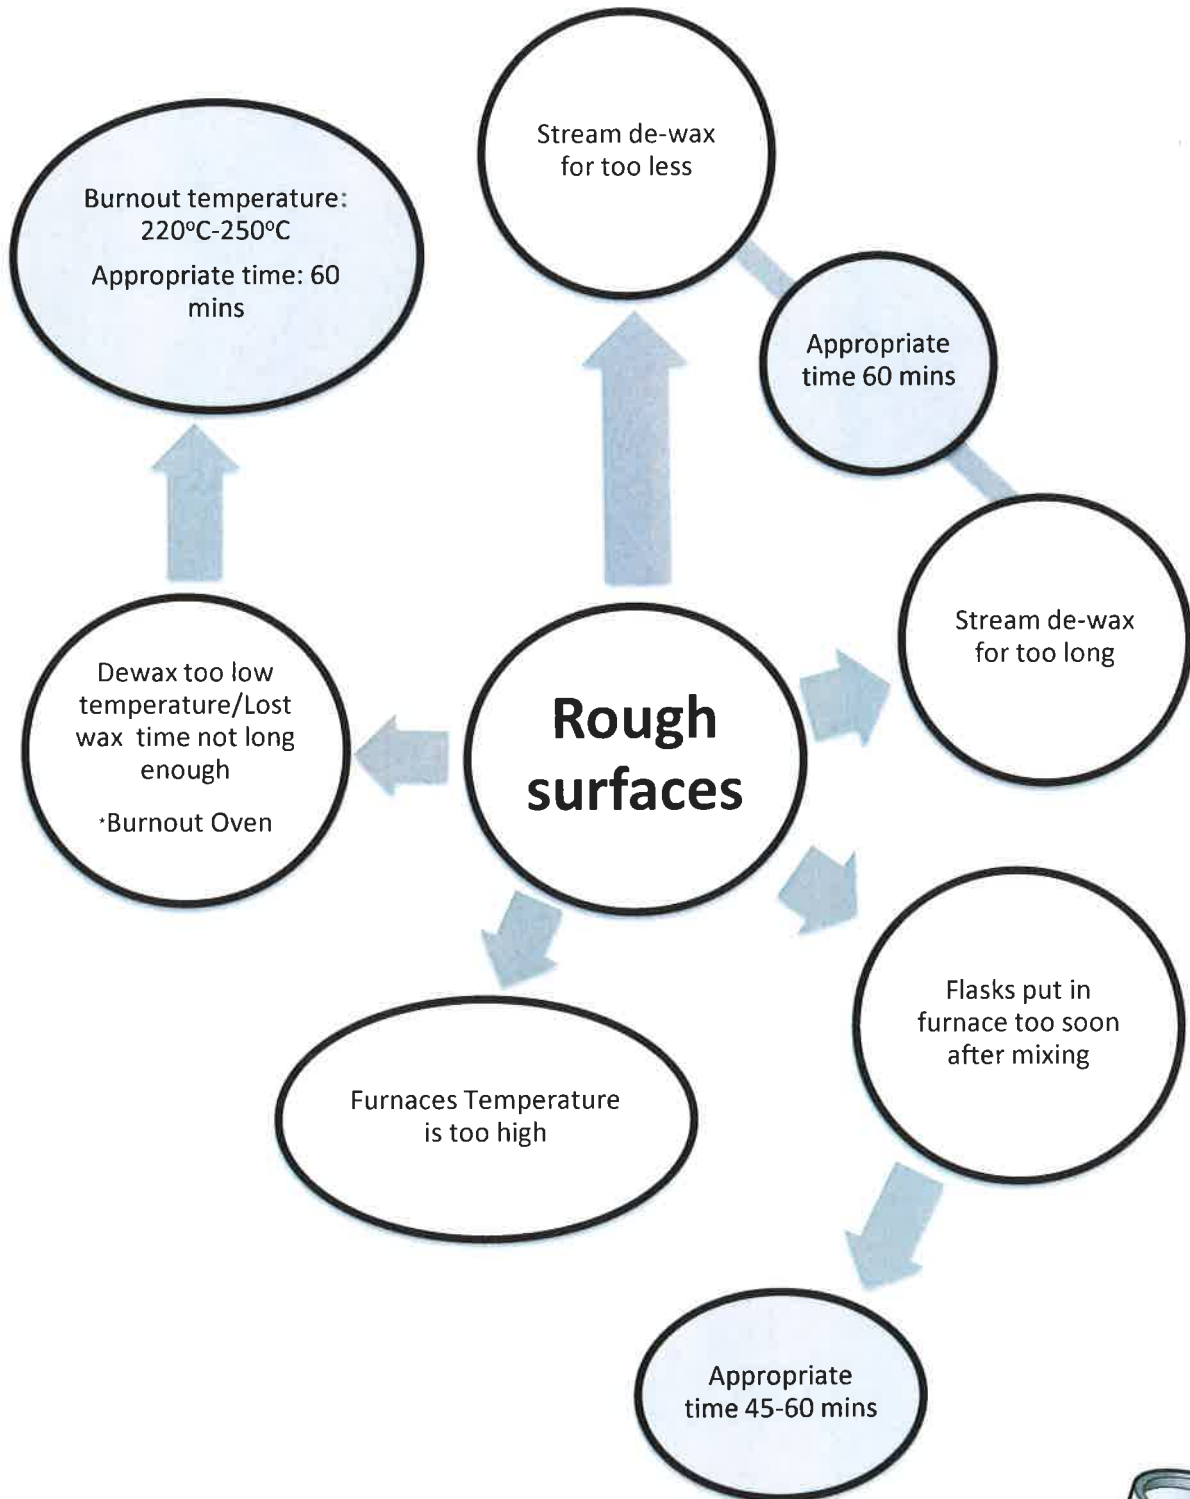 Stream de-wax
for too less
Burnout temperature:
220°C-250°C
Appropriate time: 60
mins
Appropriate
time 60 mins
Stream de-wax
for too long
Dewax too low
temperature/Lost
wax time not long
enough
*Burnout Oven
Rough
surfaces
Flasks put in
furnace too soon
after mixing
Furnaces Temperature
is too high
Appropriate
time 45-60 mins